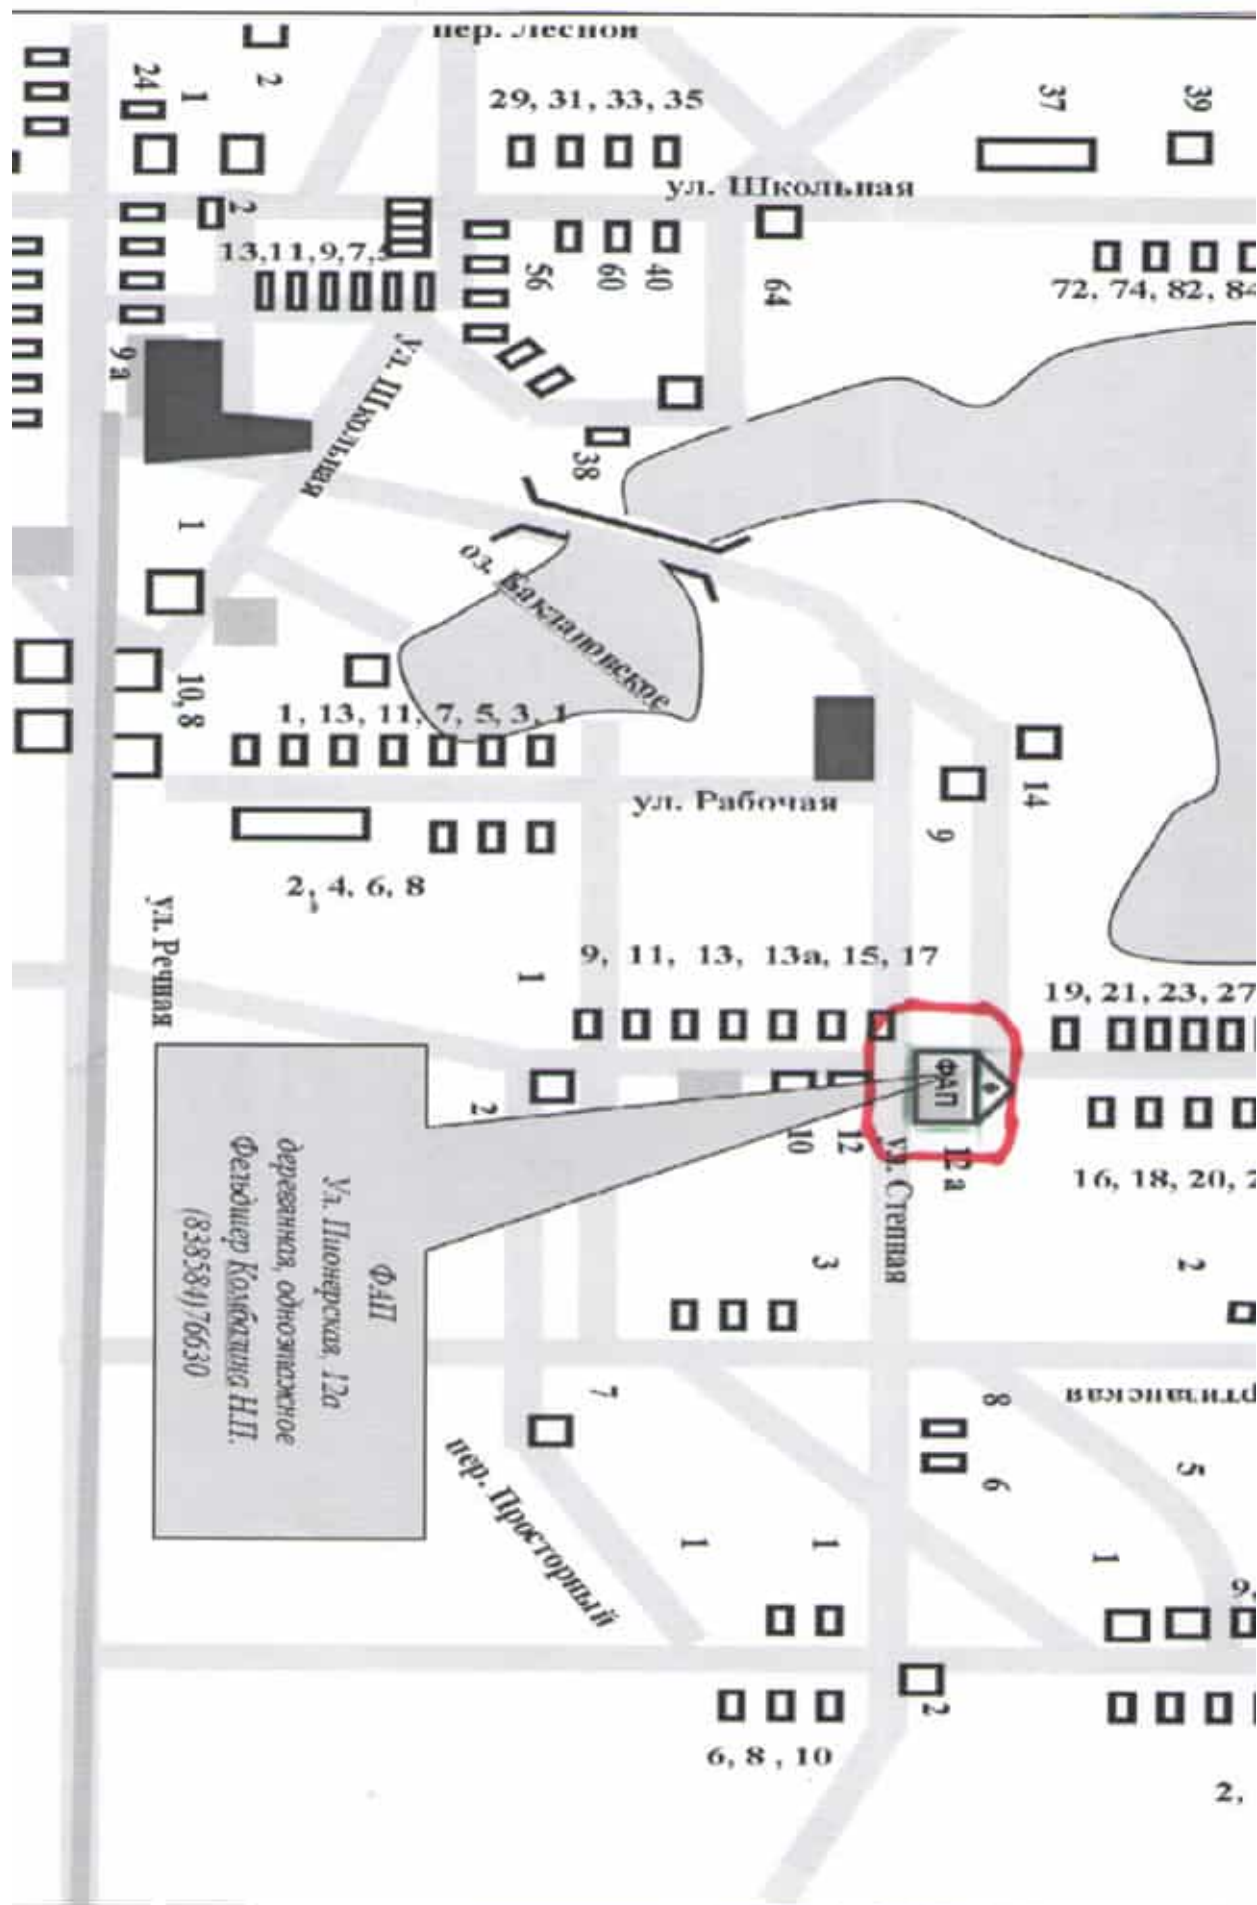 пер. Лесной
24
1
2
29, 31, 33, 35
37
39
ул. Школьная
2
13,11,9,7,5
56
60
40
64
72, 74, 82, 84
9а
ул. Школьная
38
1
оз. Баклановское
10, 8
1, 13, 11, 7, 5, 3, 1
ул. Рабочая
14
9
2, 4, 6, 8
ул. Речная
1
9, 11, 13, 13а, 15, 17
19, 21, 23, 27
ФАП
2
10
12
12 а
ул. Степная
16, 18, 20, 2
ФАП
Ул. Пионерская, 12а
деревянная, одноэтажное
Фельдшер Комбалина Н.П.
(838584)76630
3
2
7
8
6
ртизанская
5
пер. Просторный
1
1
1
9,
2
6, 8 , 10
2,